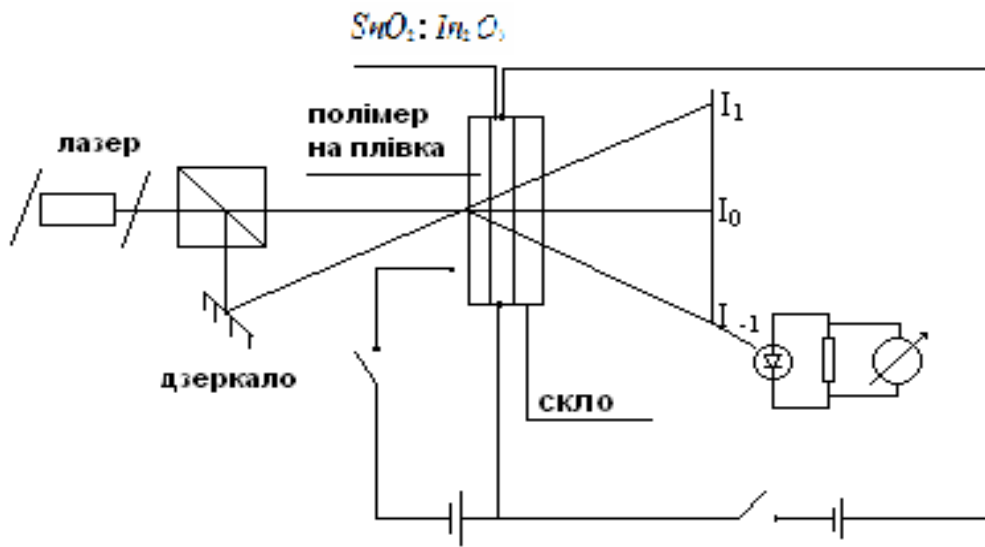 SnO₂: In₂O₃
полімер
на плівка
лазер
I₁
I₀
I₋₁
дзеркало
скло